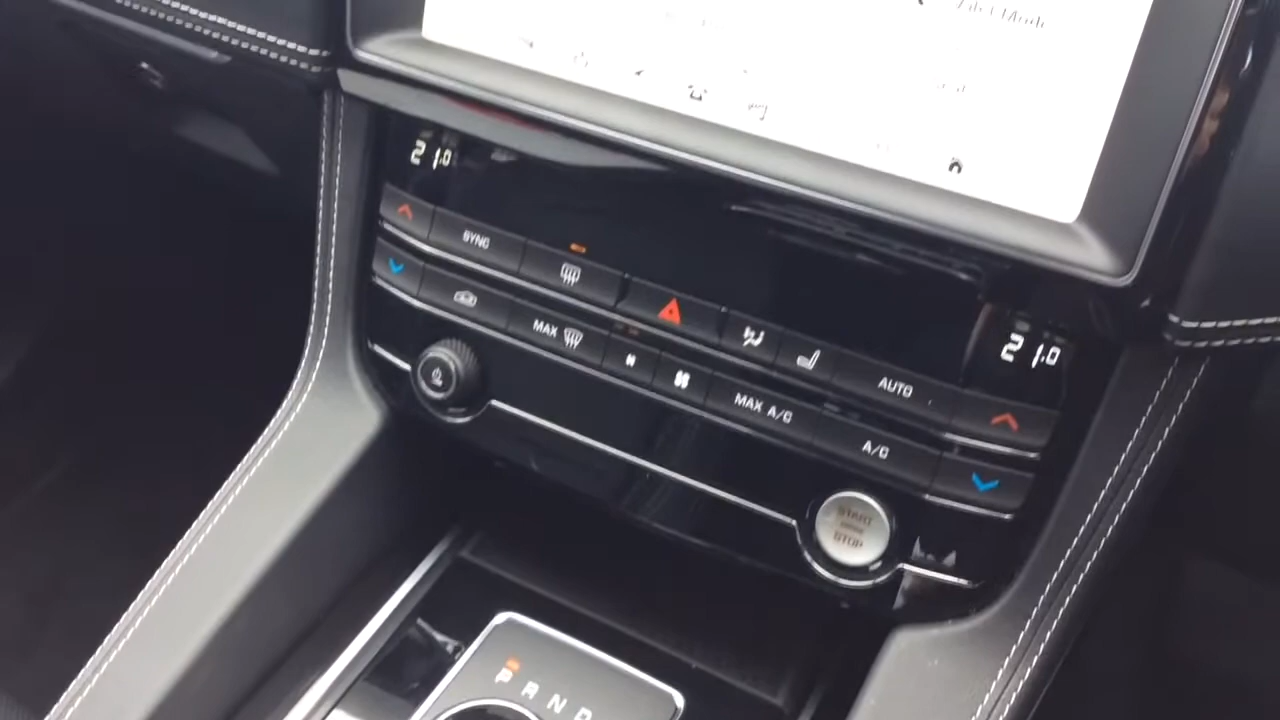 21.0
SYNC
MAX
AUTO
21.0
MAX A/C
A/C
START
STOP
P R N D